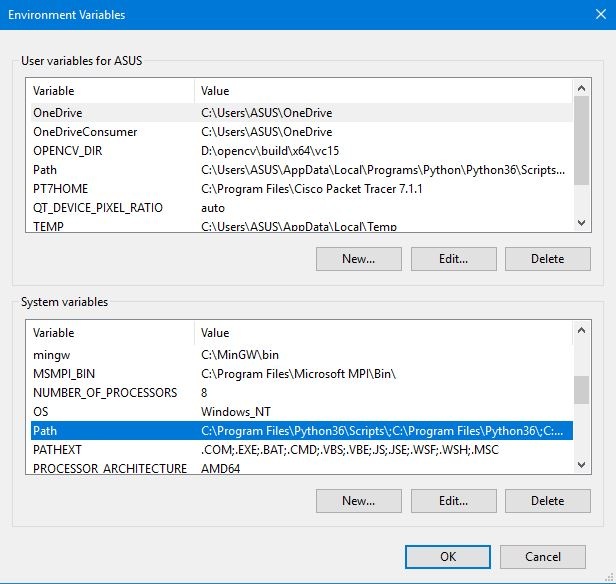 Environment Variables
User variables for ASUS
Variable Value
OneDrive C:\Users\ASUS\OneDrive
OneDriveConsumer C:\Users\ASUS\OneDrive
OPENCV_DIR D:\opencv\build\x64\vc15
Path C:\Users\ASUS\AppData\Local\Programs\Python\Python36\Scripts...
PT7HOME C:\Program Files\Cisco Packet Tracer 7.1.1
QT_DEVICE_PIXEL_RATIO auto
TEMP C:\Users\ASUS\AppData\Local\Temp
New... Edit... Delete
System variables
Variable Value
mingw C:\MinGW\bin
MSMPI_BIN C:\Program Files\Microsoft MPI\Bin\
NUMBER_OF_PROCESSORS 8
OS Windows_NT
Path C:\Program Files\Python36\Scripts\;C:\Program Files\Python36\;C:...
PATHEXT .COM;.EXE;.BAT;.CMD;.VBS;.VBE;.JS;.JSE;.WSF;.WSH;.MSC
PROCESSOR_ARCHITECTURE AMD64
New... Edit... Delete
OK Cancel